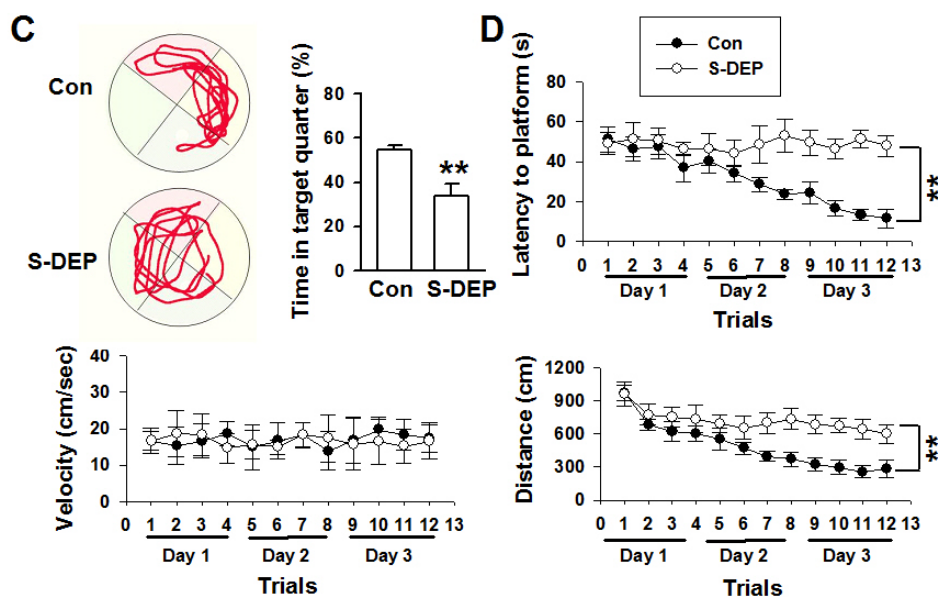 C
Con
S-DEP
Time in target quarter (%)
80
60
40
20
0
**
Con S-DEP
D
Con
S-DEP
Latency to platform (s)
80
60
40
20
0
**
0 1 2 3 4 5 6 7 8 9 10 11 12 13
Day 1 Day 2 Day 3
Trials
Velocity (cm/sec)
40
30
20
10
0
0 1 2 3 4 5 6 7 8 9 10 11 12 13
Day 1 Day 2 Day 3
Trials
Distance (cm)
1200
900
600
300
0
**
0 1 2 3 4 5 6 7 8 9 10 11 12 13
Day 1 Day 2 Day 3
Trials